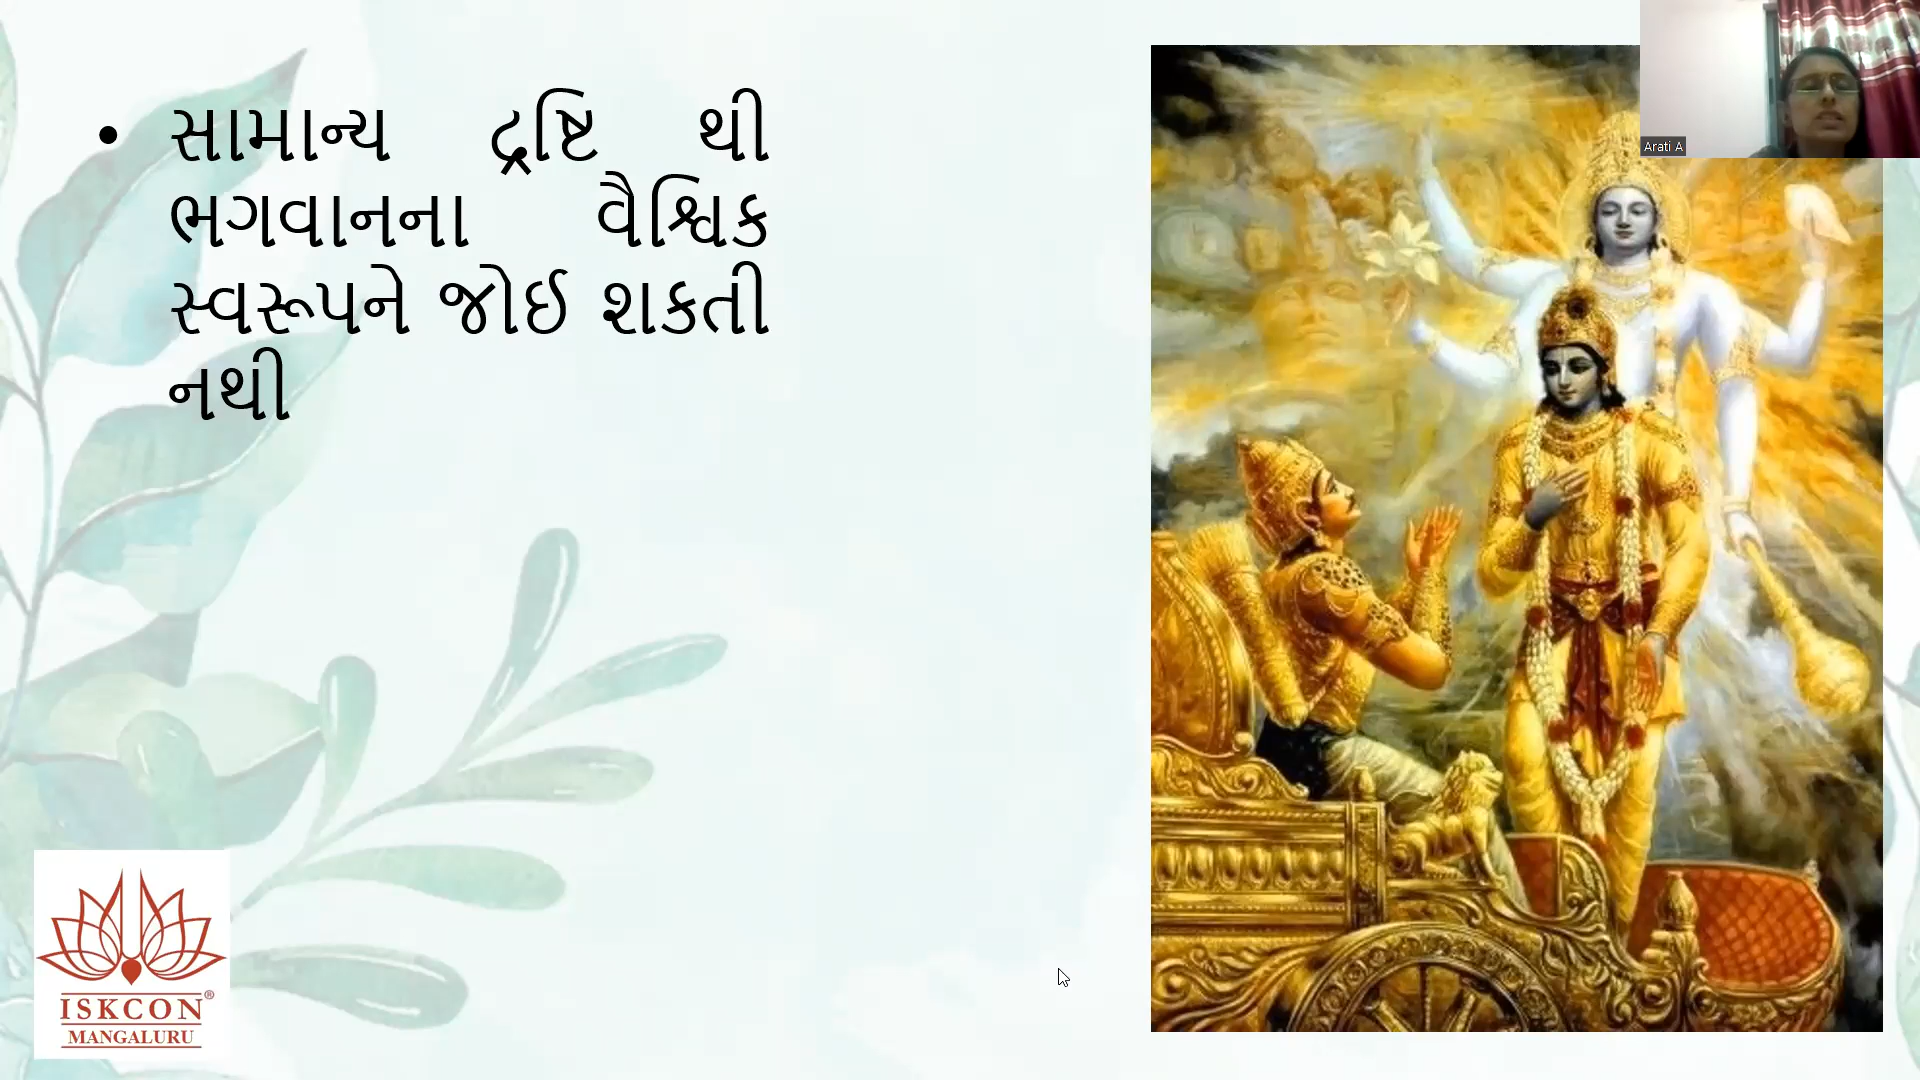 • સામાન્ય દ્રષ્ટિ થી
ભગવાનના વૈશ્વિક
સ્વરૂપને જોઈ શકતી
નથી
Arati A
ISKCON®
MANGALURU